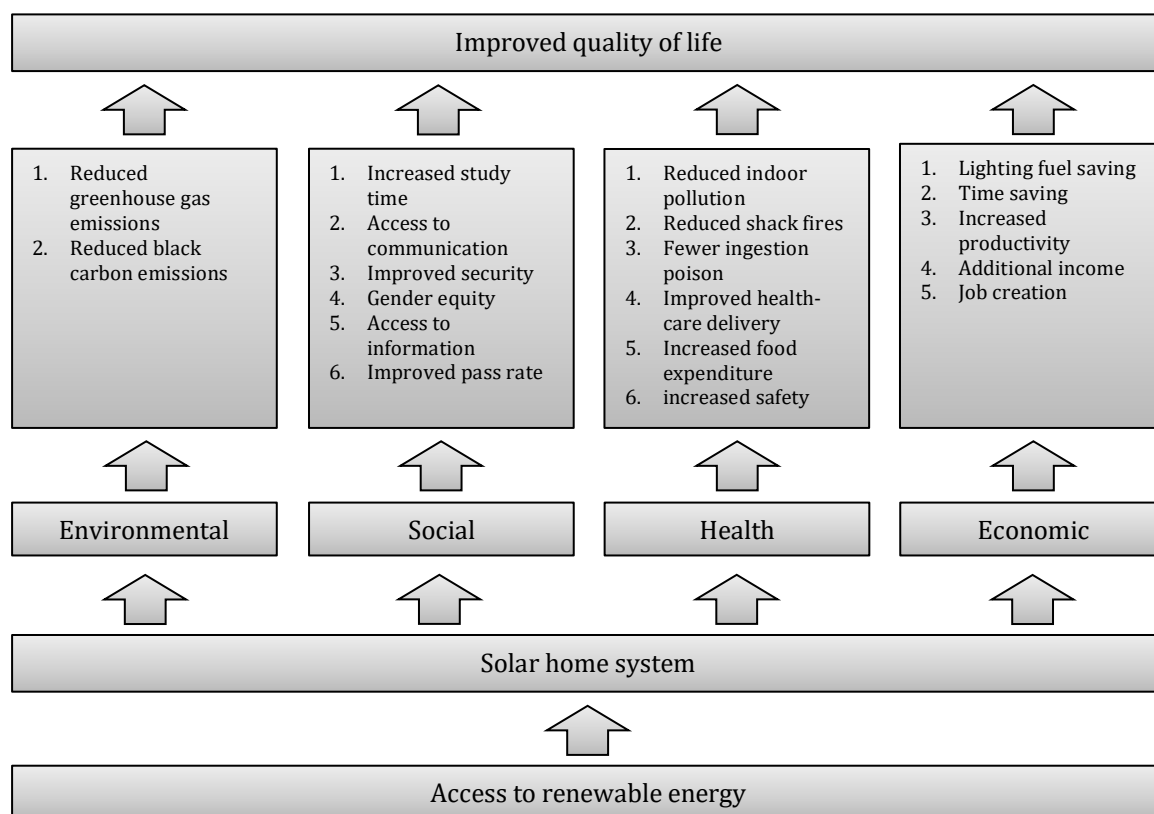 Improved quality of life
1. Reduced
greenhouse gas
emissions
2. Reduced black
carbon emissions
1. Increased study
time
2. Access to
communication
3. Improved security
4. Gender equity
5. Access to
information
6. Improved pass rate
1. Reduced indoor
pollution
2. Reduced shack fires
3. Fewer ingestion
poison
4. Improved health-
care delivery
5. Increased food
expenditure
6. increased safety
1. Lighting fuel saving
2. Time saving
3. Increased
productivity
4. Additional income
5. Job creation
Environmental
Social
Health
Economic
Solar home system
Access to renewable energy